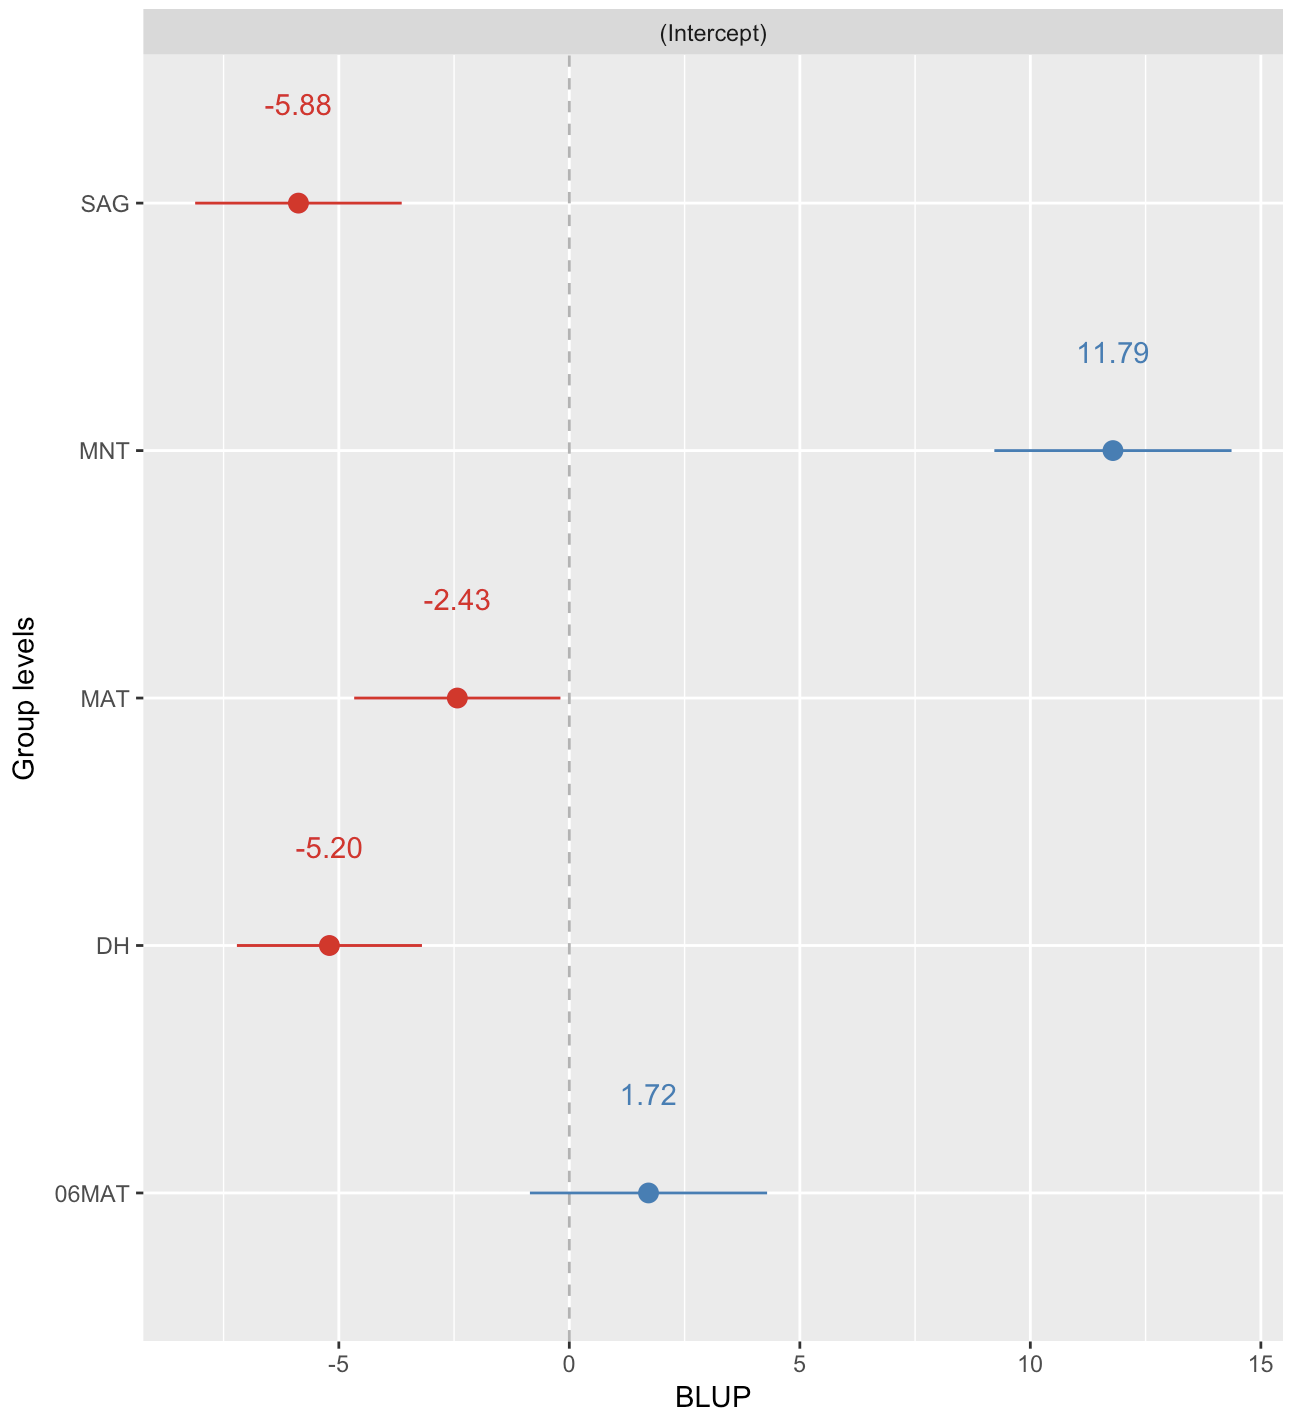 (Intercept)
-5.88
SAG
11.79
MNT
-2.43
MAT
Group levels
-5.20
DH
1.72
06MAT
-5 0 5 10 15
BLUP